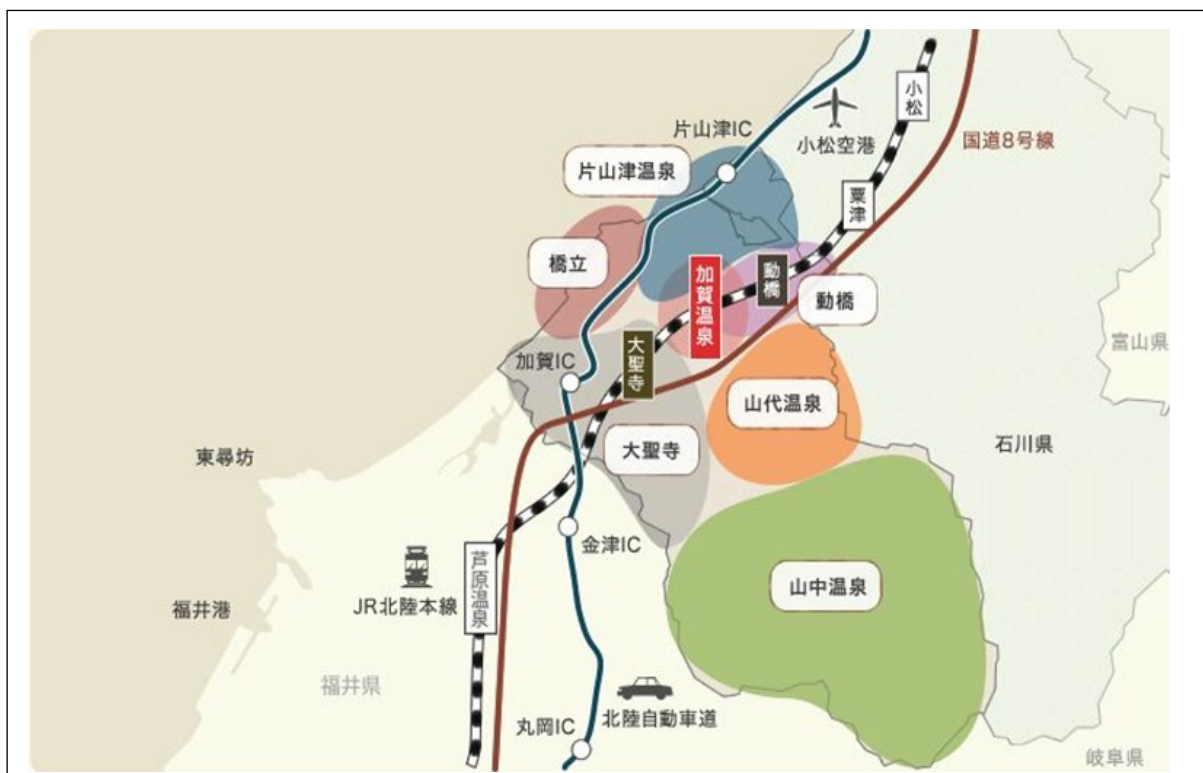 小松
片山津IC
小松空港
国道8号線
片山津温泉
粟津
橋立
動橋
加賀温泉
動橋
大聖寺
富山県
加賀IC
山代温泉
大聖寺
石川県
東尋坊
金津IC
芦原温泉
山中温泉
JR北陸本線
福井港
福井県
北陸自動車道
丸岡IC
岐阜県